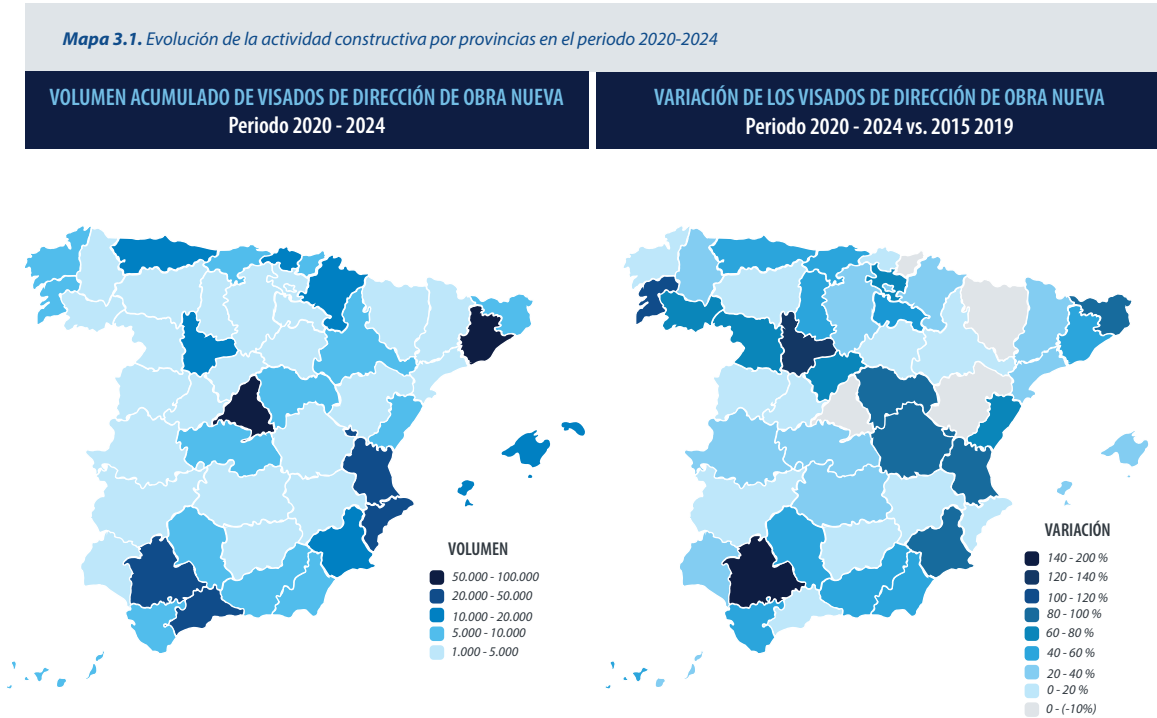 Mapa 3.1. Evolución de la actividad constructiva por provincias en el periodo 2020-2024
VOLUMEN ACUMULADO DE VISADOS DE DIRECCIÓN DE OBRA NUEVA
Periodo 2020 - 2024
VARIACIÓN DE LOS VISADOS DE DIRECCIÓN DE OBRA NUEVA
Periodo 2020 - 2024 vs. 2015 2019
VOLUMEN
50.000 - 100.000
20.000 - 50.000
10.000 - 20.000
5.000 - 10.000
1.000 - 5.000
VARIACIÓN
140 - 200 %
120 - 140 %
100 - 120 %
80 - 100 %
60 - 80 %
40 - 60 %
20 - 40 %
0 - 20 %
0 - (-10%)